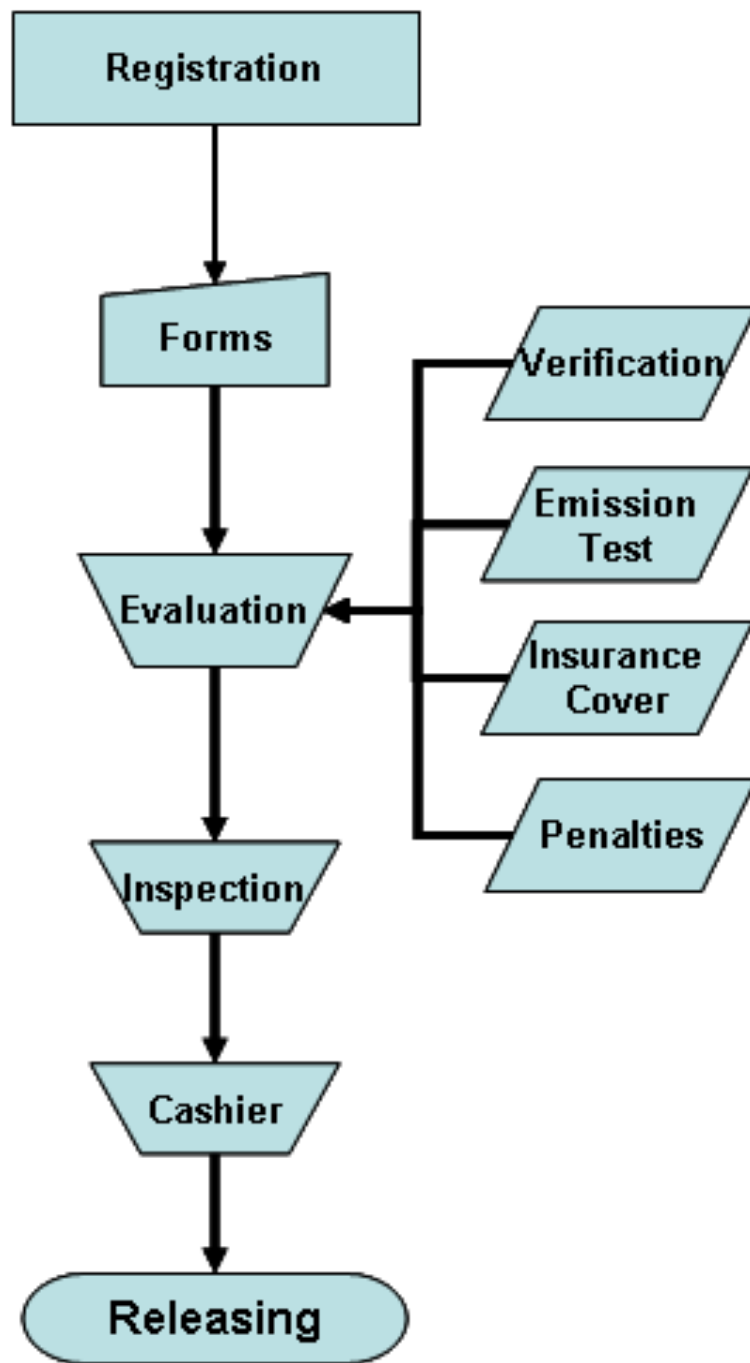 Registration
Forms
Verification
Emission
Test
Evaluation
Insurance
Cover
Penalties
Inspection
Cashier
Releasing